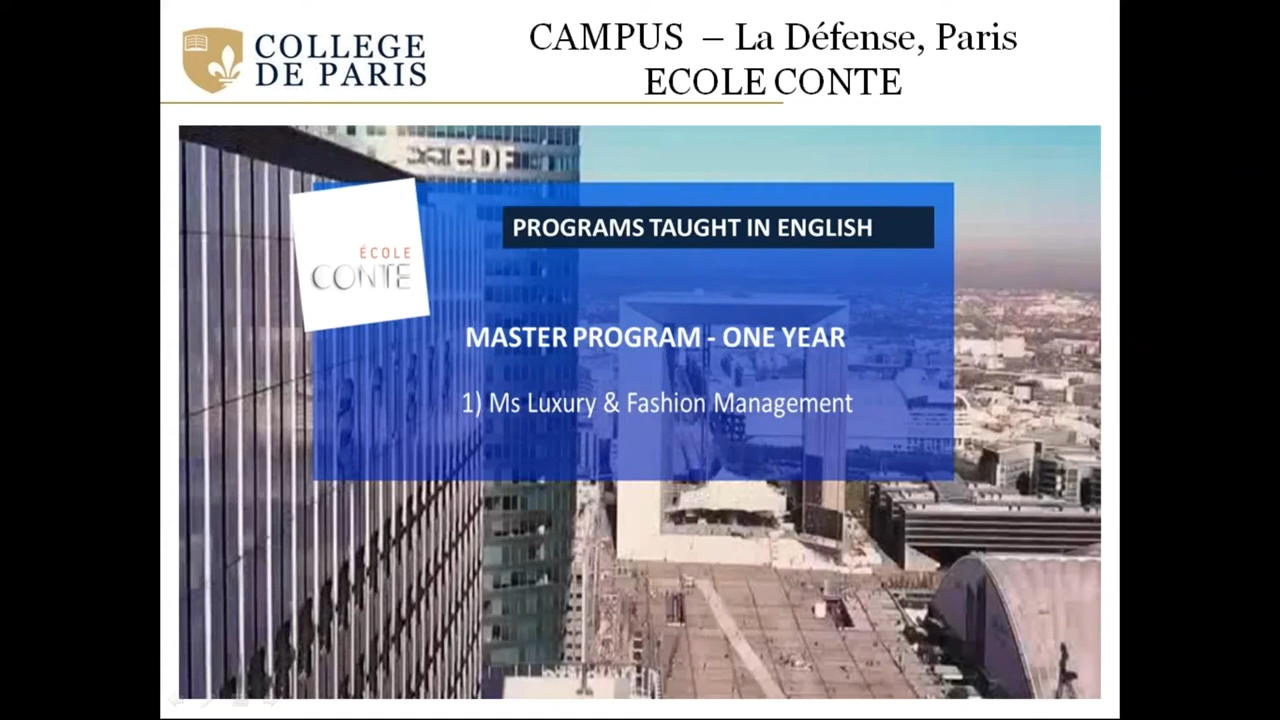 COLLEGE
DE PARIS
CAMPUS – La Défense, Paris
ECOLE CONTE
eDF
ÉCOLE
CONTE
PROGRAMS TAUGHT IN ENGLISH
MASTER PROGRAM - ONE YEAR
1) Ms Luxury & Fashion Management